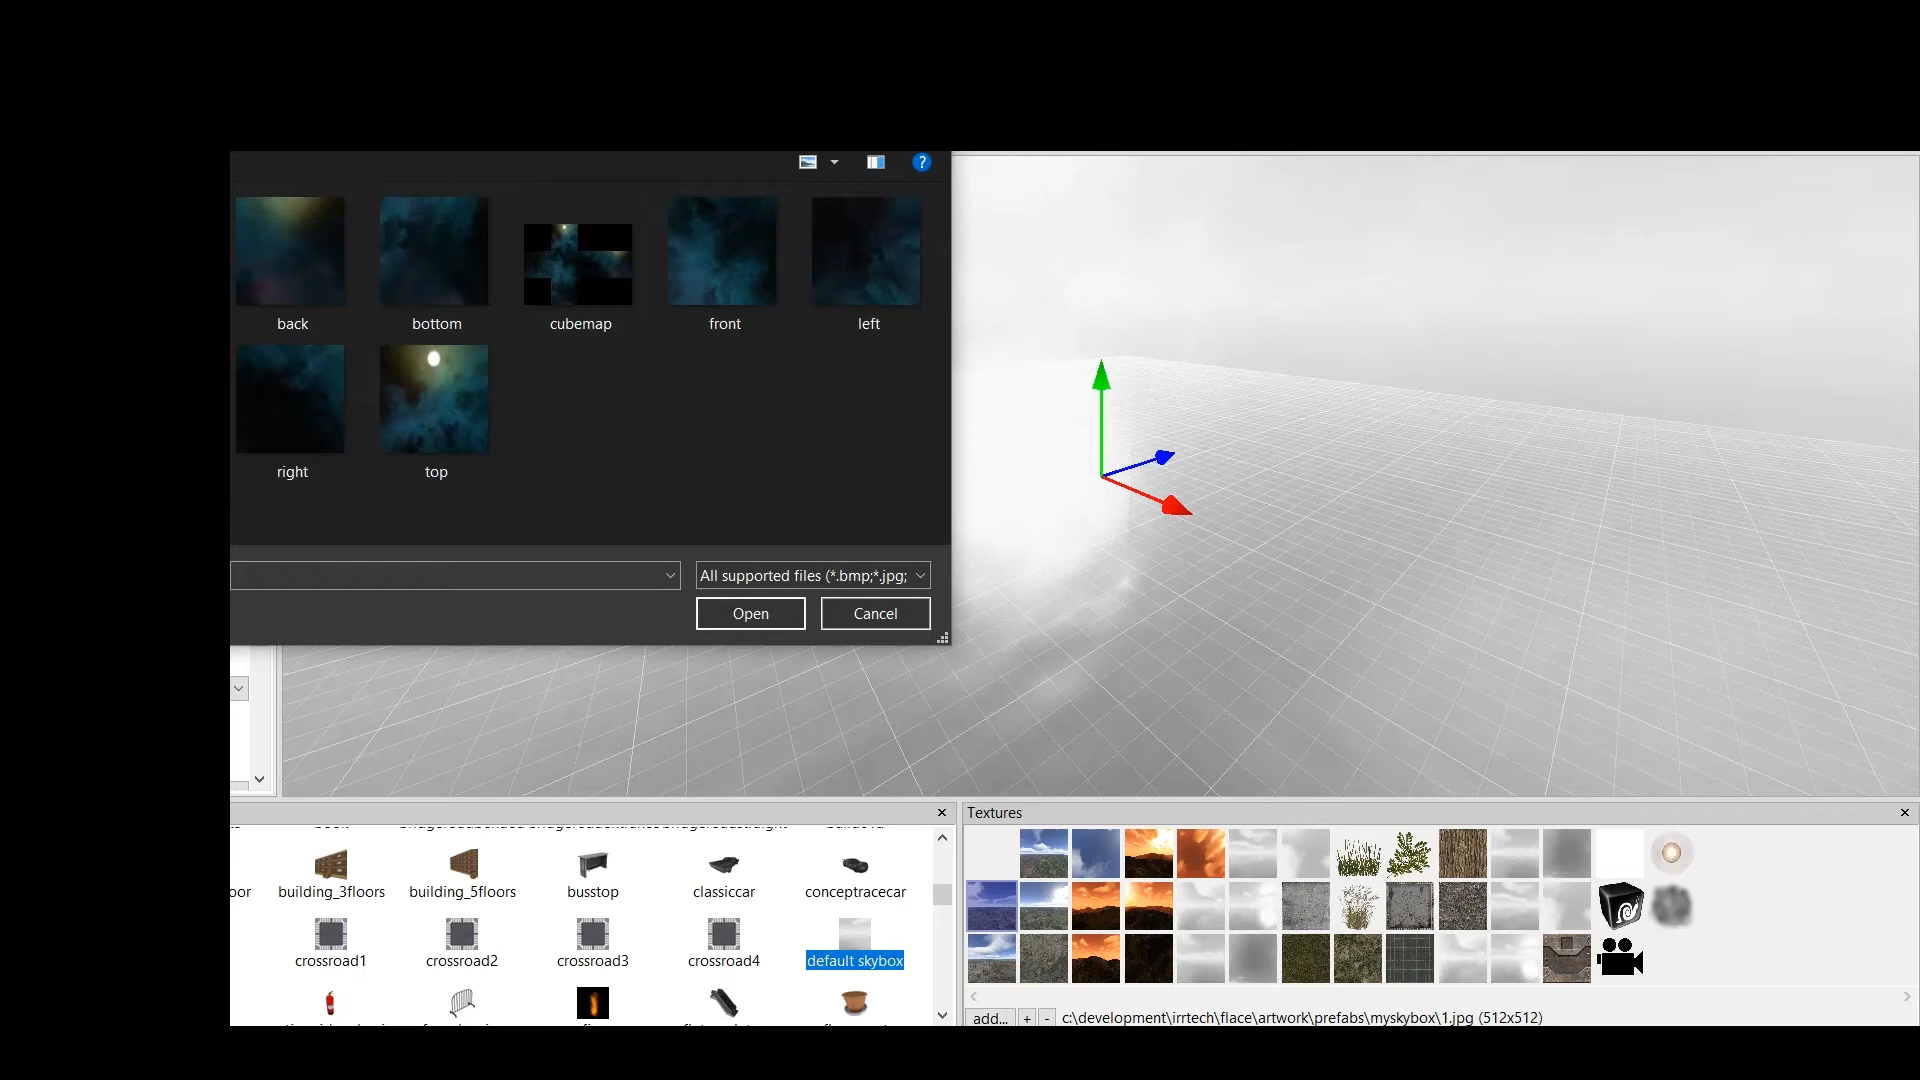 ?
back
bottom
cubemap
front
left
right
top
All supported files (*.bmp;*.jpg;
Open
Cancel
Textures
oor
building_3floors
building_5floors
busstop
classiccar
conceptracecar
crossroad1
crossroad2
crossroad3
crossroad4
default skybox
add...
+
-
c:\development\irrtech\flace\artwork\prefabs\myskybox\1.jpg (512x512)